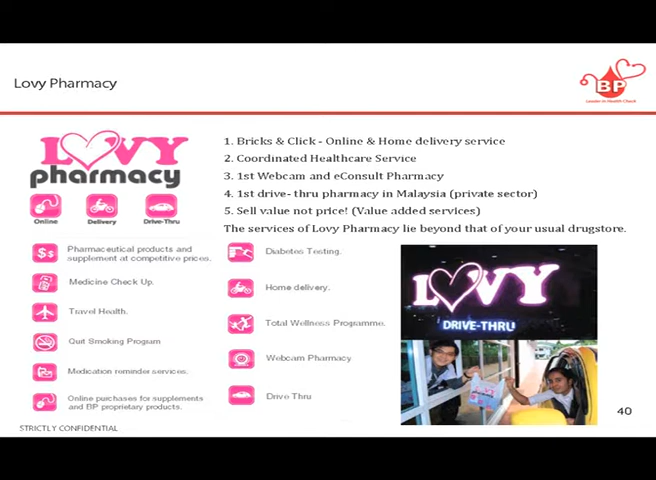 Lovy Pharmacy
BP
Leader in Health Check
LOVY
pharmacy
Online
Delivery
Drive-Thru
1. Bricks & Click - Online & Home delivery service
2. Coordinated Healthcare Service
3. 1st Webcam and eConsult Pharmacy
4. 1st drive- thru pharmacy in Malaysia (private sector)
5. Sell value not price! (Value added services)
The services of Lovy Pharmacy lie beyond that of your usual drugstore.
$$
Pharmaceutical products and
supplement at competitive prices.
Medicine Check Up.
Travel Health.
Quit Smoking Program
Medication reminder services.
Online purchases for supplements
and BP proprietary products.
Diabetes Testing.
Home delivery.
Total Wellness Programme.
Webcam Pharmacy
Drive Thru
LOVY
DRIVE-THRU
LOVY
40
STRICTLY CONFIDENTIAL